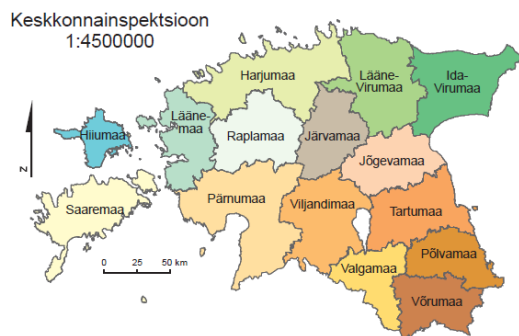 Keskkonnainspektsioon
1:4500000
Harjumaa
Lääne-
Virumaa
Ida-
Virumaa
Hiiumaa
Lääne-
maa
Raplamaa
Järvamaa
Jõgevamaa
N
Saaremaa
Pärnumaa
Viljandimaa
Tartumaa
0 25 50 km
Valgamaa
Põlvamaa
Võrumaa